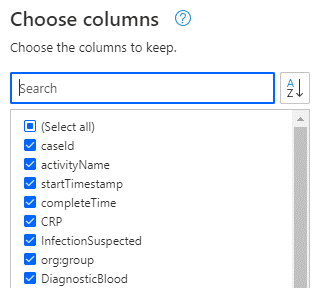 Choose columns ?
Choose the columns to keep.
Search
A
Z
(Select all)
caseId
activityName
startTimestamp
completeTime
CRP
InfectionSuspected
org:group
DiagnosticBlood